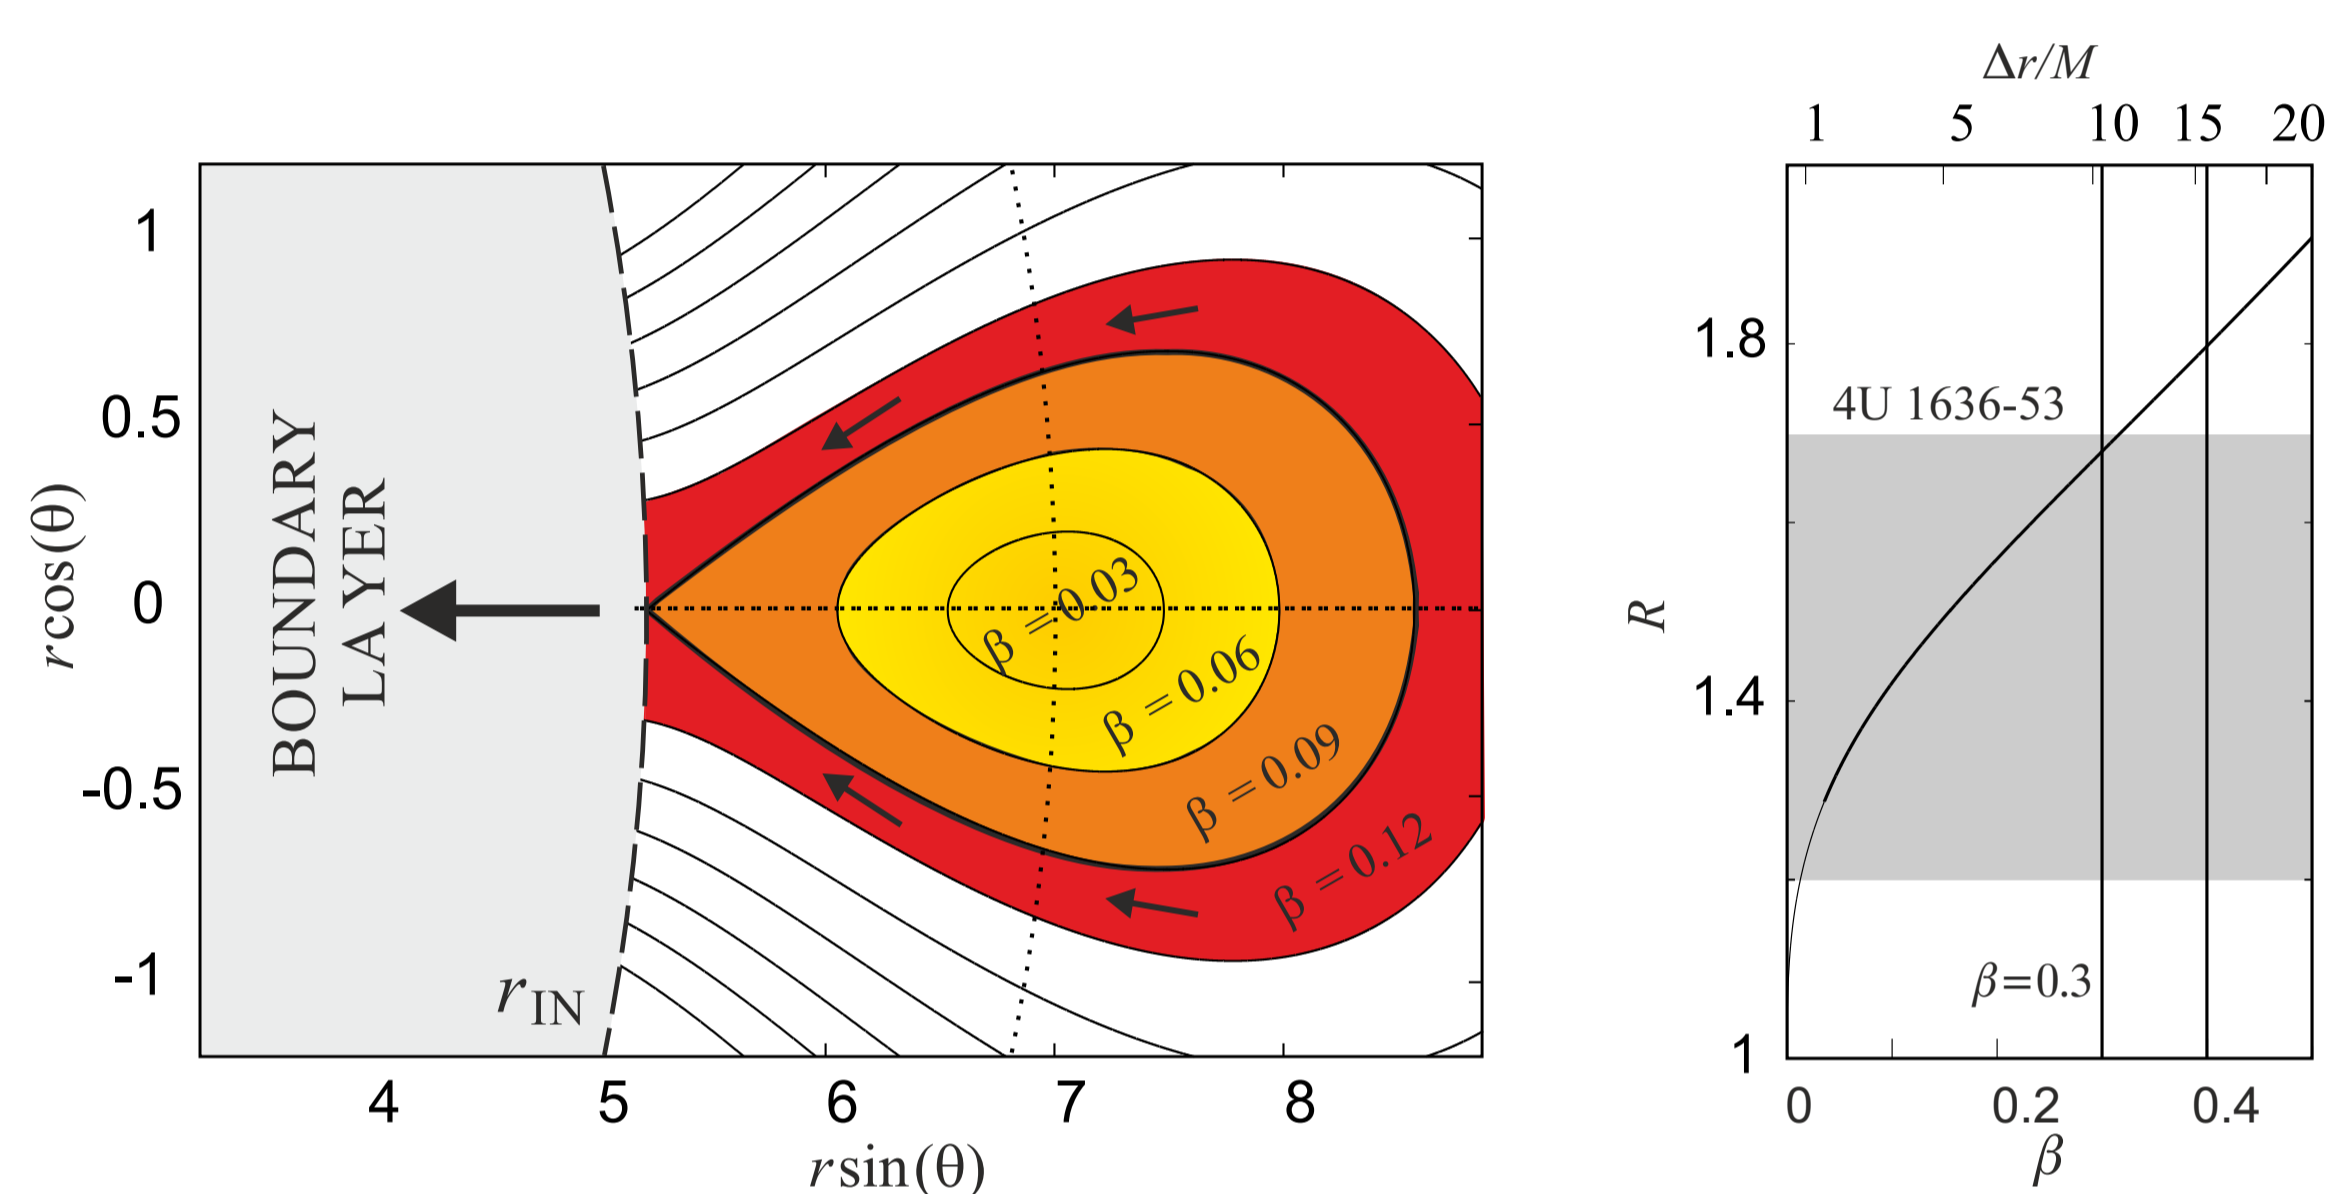 BOUNDARY
LAYER
r_IN
β = 0.03
β = 0.06
β = 0.09
β = 0.12
rcos(θ)
1
0.5
0
-0.5
-1
4 5 6 7 8
rsin(θ)
Δr/M
1 5 10 15 20
4U 1636-53
β=0.3
R
1.8
1.4
1
0 0.2 0.4
β